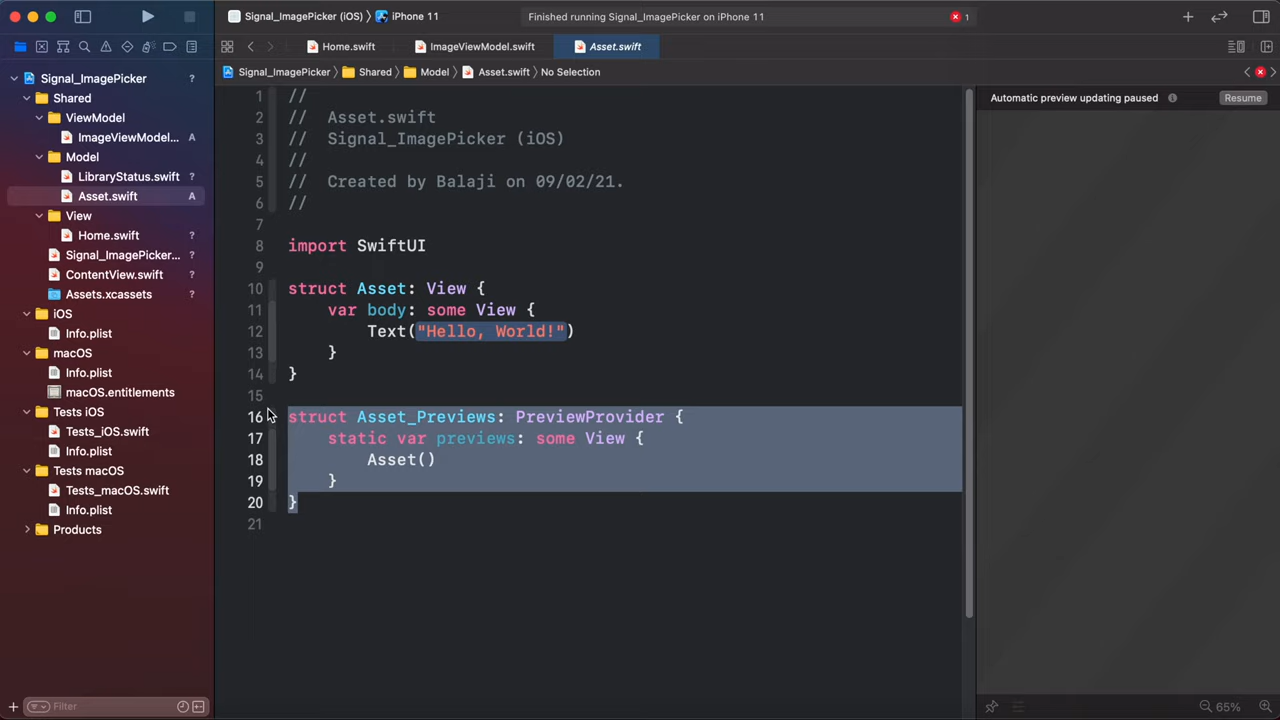 Signal_ImagePicker (iOS) 〉 iPhone 11
Finished running Signal_ImagePicker on iPhone 11
1
Home.swift
ImageViewModel.swift
Asset.swift
Signal_ImagePicker 〉 Shared 〉 Model 〉 Asset.swift 〉 No Selection
Signal_ImagePicker ?
Shared
ViewModel
ImageViewModel... A
Model
LibraryStatus.swift ?
Asset.swift A
View
Home.swift ?
Signal_ImagePicker... ?
ContentView.swift ?
Assets.xcassets ?
iOS
Info.plist
macOS
Info.plist
macOS.entitlements
Tests iOS
Tests_iOS.swift
Info.plist
Tests macOS
Tests_macOS.swift
Info.plist
Products
Filter
1 //
2 // Asset.swift
3 // Signal_ImagePicker (iOS)
4 //
5 // Created by Balaji on 09/02/21.
6 //
7
8 import SwiftUI
9
10 struct Asset: View {
11 var body: some View {
12 Text("Hello, World!")
13 }
14 }
15
16 struct Asset_Previews: PreviewProvider {
17 static var previews: some View {
18 Asset()
19 }
20 }
21
Automatic preview updating paused
Resume
65%